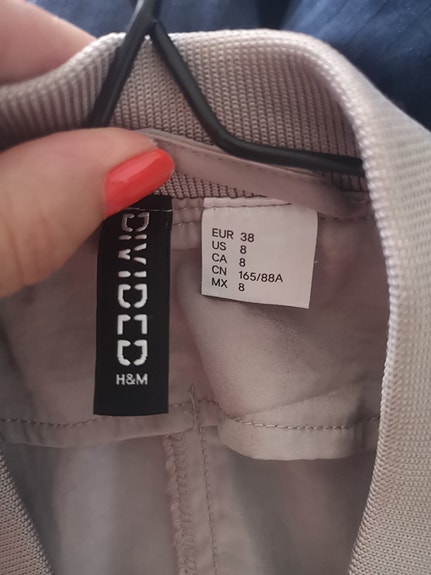 DIVIDED
H&M
EUR 38
US 8
CA 8
CN 165/88A
MX 8